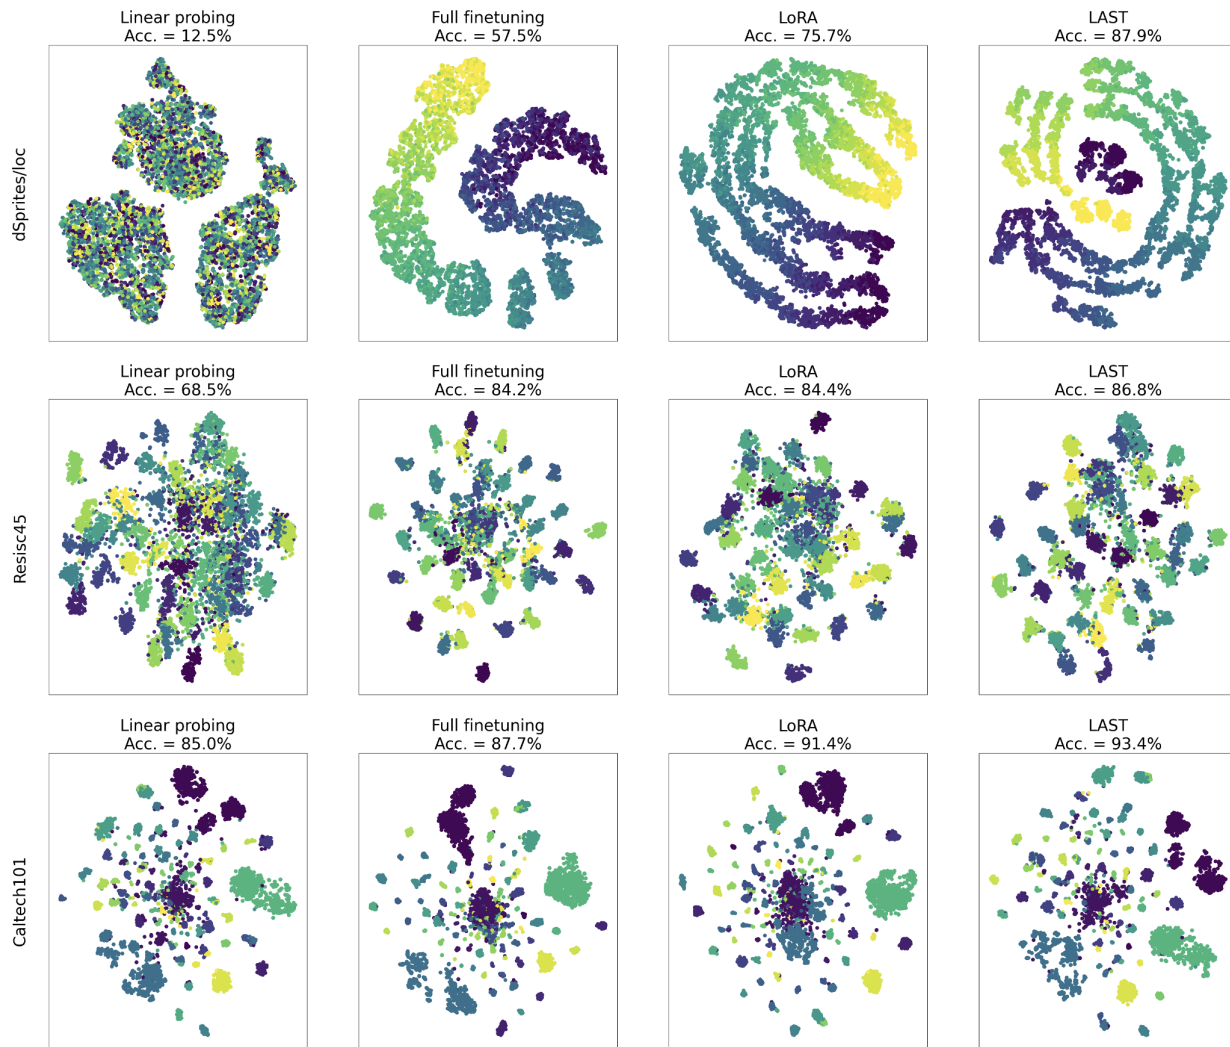 Linear probing
Acc. = 12.5%
Full finetuning
Acc. = 57.5%
LoRA
Acc. = 75.7%
LAST
Acc. = 87.9%
dSprites/loc
Linear probing
Acc. = 68.5%
Full finetuning
Acc. = 84.2%
LoRA
Acc. = 84.4%
LAST
Acc. = 86.8%
Resisc45
Linear probing
Acc. = 85.0%
Full finetuning
Acc. = 87.7%
LoRA
Acc. = 91.4%
LAST
Acc. = 93.4%
Caltech101